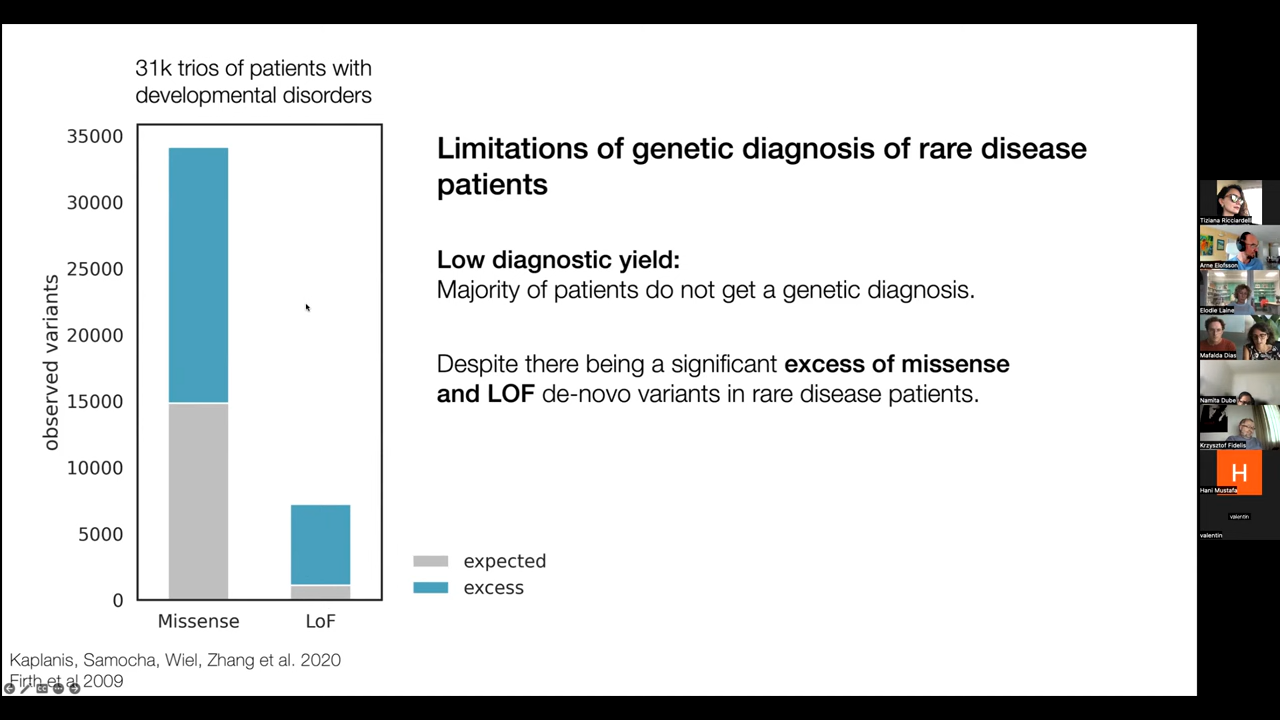 31k trios of patients with
developmental disorders
35000
30000
25000
20000
15000
10000
5000
0
observed variants
Missense
LoF
expected
excess
Kaplanis, Samocha, Wiel, Zhang et al. 2020
Firth et al 2009
Limitations of genetic diagnosis of rare disease
patients
Low diagnostic yield:
Majority of patients do not get a genetic diagnosis.
Despite there being a significant excess of missense
and LOF de-novo variants in rare disease patients.
Tiziana Ricciardelli
Arne Elofsson
Elodie Laine
Mafalda Dias
Namita Dube
Krzysztof Fidelis
H
Hani Mustafa
valentin
valentin